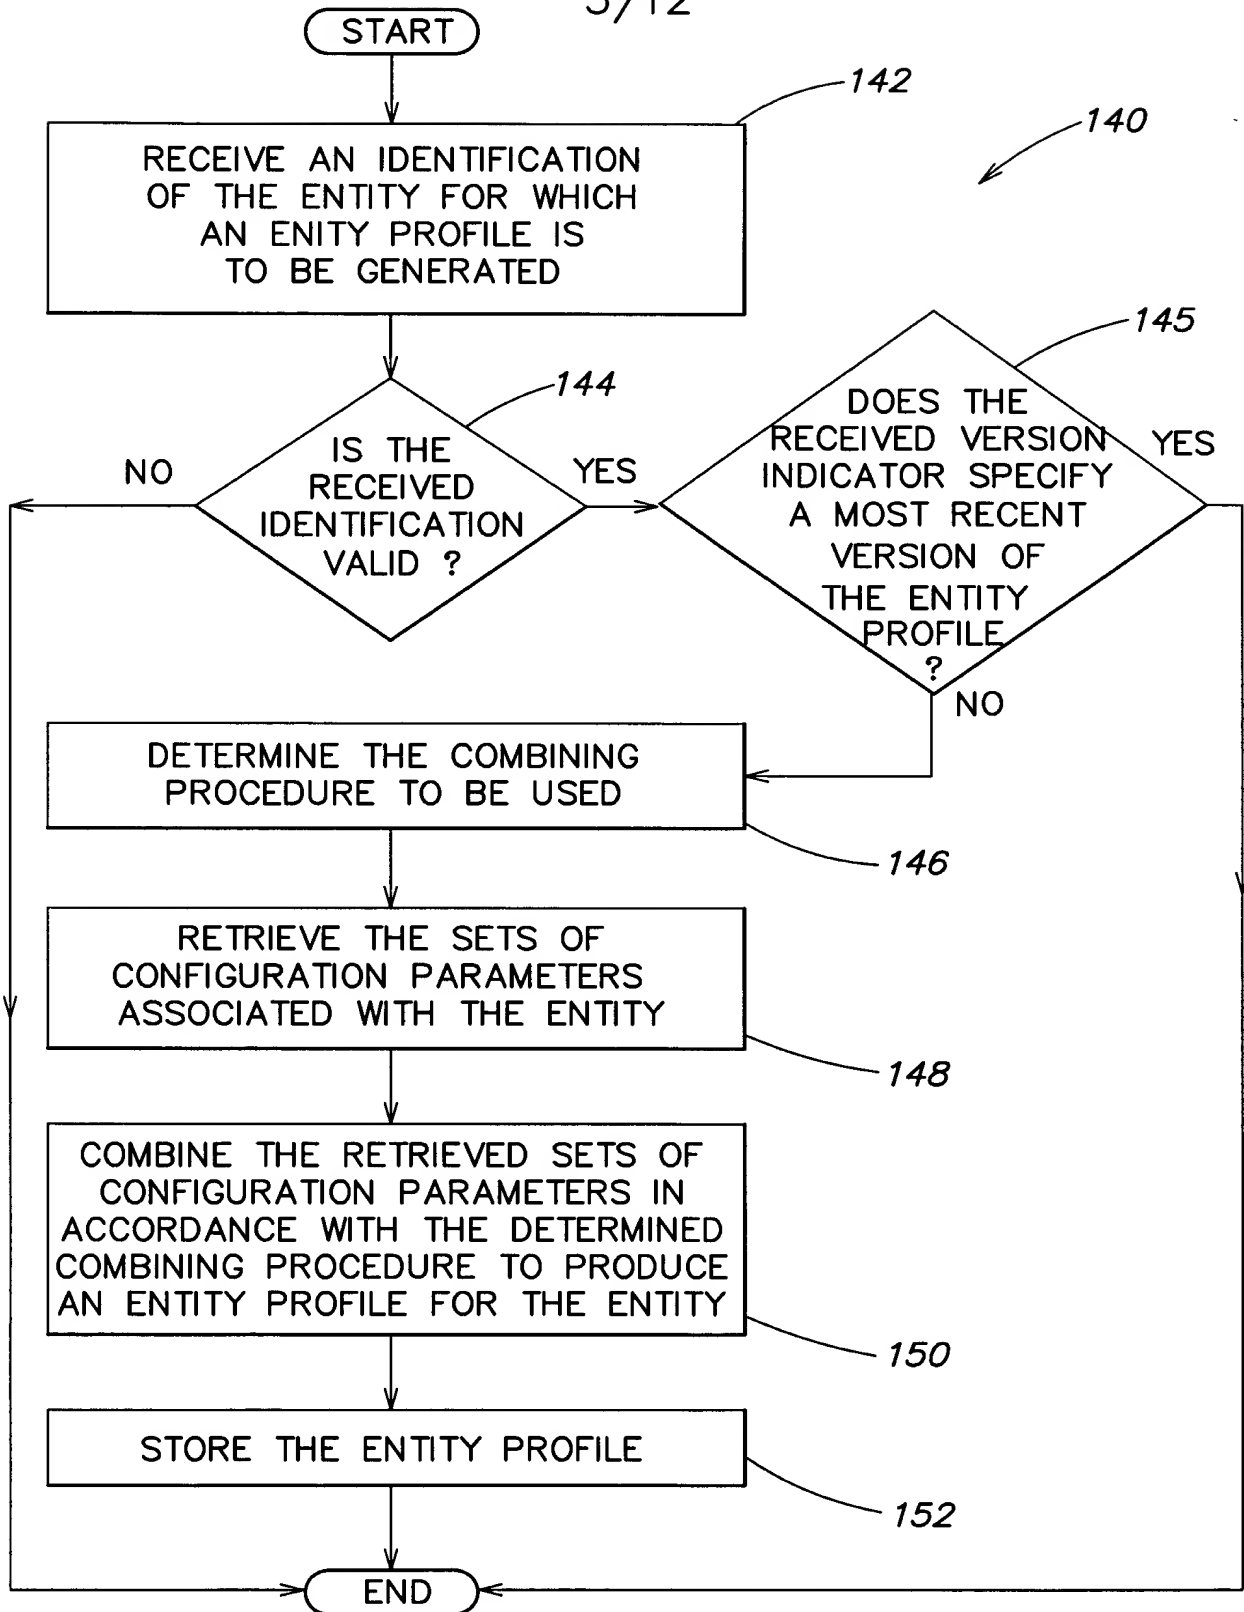 START
142
140
RECEIVE AN IDENTIFICATION
OF THE ENTITY FOR WHICH
AN ENITY PROFILE IS
TO BE GENERATED
144
145
IS THE
RECEIVED
IDENTIFICATION
VALID ?
NO
YES
DOES THE
RECEIVED VERSION
INDICATOR SPECIFY
A MOST RECENT
VERSION OF
THE ENTITY
PROFILE
?
YES
NO
DETERMINE THE COMBINING
PROCEDURE TO BE USED
146
RETRIEVE THE SETS OF
CONFIGURATION PARAMETERS
ASSOCIATED WITH THE ENTITY
148
COMBINE THE RETRIEVED SETS OF
CONFIGURATION PARAMETERS IN
ACCORDANCE WITH THE DETERMINED
COMBINING PROCEDURE TO PRODUCE
AN ENTITY PROFILE FOR THE ENTITY
150
STORE THE ENTITY PROFILE
152
END